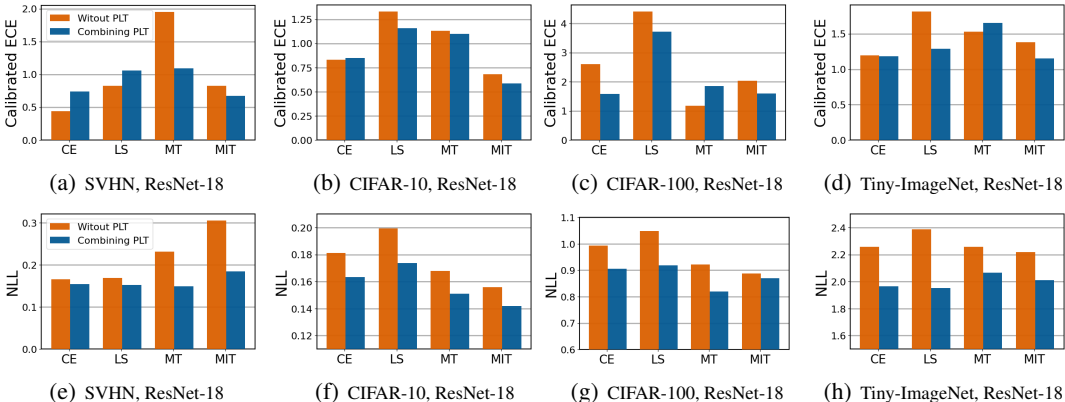 Calibrated ECE
2.0
1.5
1.0
0.5
0.0
Witout PLT
Combining PLT
CE LS MT MIT
(a) SVHN, ResNet-18
Calibrated ECE
1.25
1.00
0.75
0.50
0.25
0.00
CE LS MT MIT
(b) CIFAR-10, ResNet-18
Calibrated ECE
4
3
2
1
0
CE LS MT MIT
(c) CIFAR-100, ResNet-18
Calibrated ECE
1.5
1.0
0.5
0.0
CE LS MT MIT
(d) Tiny-ImageNet, ResNet-18
NLL
0.3
0.2
0.1
0.0
Witout PLT
Combining PLT
CE LS MT MIT
(e) SVHN, ResNet-18
NLL
0.20
0.18
0.16
0.14
0.12
CE LS MT MIT
(f) CIFAR-10, ResNet-18
NLL
1.1
1.0
0.9
0.8
0.7
0.6
CE LS MT MIT
(g) CIFAR-100, ResNet-18
NLL
2.4
2.2
2.0
1.8
1.6
CE LS MT MIT
(h) Tiny-ImageNet, ResNet-18